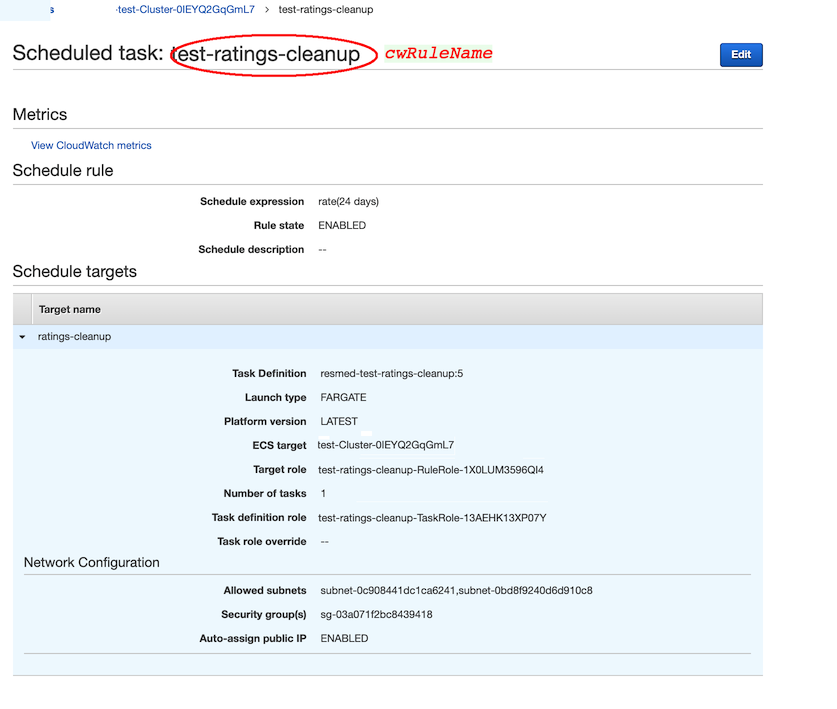 s test-Cluster-0IEYQ2GqGmL7 > test-ratings-cleanup
Scheduled task: test-ratings-cleanup cwRuleName
Edit
Metrics
View CloudWatch metrics
Schedule rule
Schedule expression rate(24 days)
Rule state ENABLED
Schedule description --
Schedule targets
Target name
ratings-cleanup
Task Definition resmed-test-ratings-cleanup:5
Launch type FARGATE
Platform version LATEST
ECS target test-Cluster-0IEYQ2GqGmL7
Target role test-ratings-cleanup-RuleRole-1X0LUM3596QI4
Number of tasks 1
Task definition role test-ratings-cleanup-TaskRole-13AEHK13XP07Y
Task role override --
Network Configuration
Allowed subnets subnet-0c908441dc1ca6241,subnet-0bd8f9240d6d910c8
Security group(s) sg-03a071f2bc8439418
Auto-assign public IP ENABLED